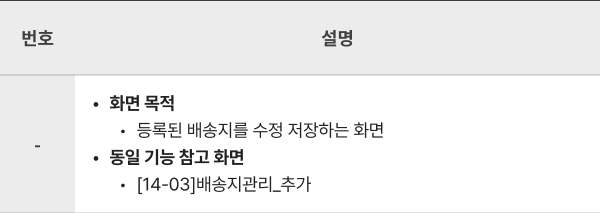 번호 설명
- • 화면 목적
• 등록된 배송지를 수정 저장하는 화면
• 동일 기능 참고 화면
• [14-03]배송지관리_추가